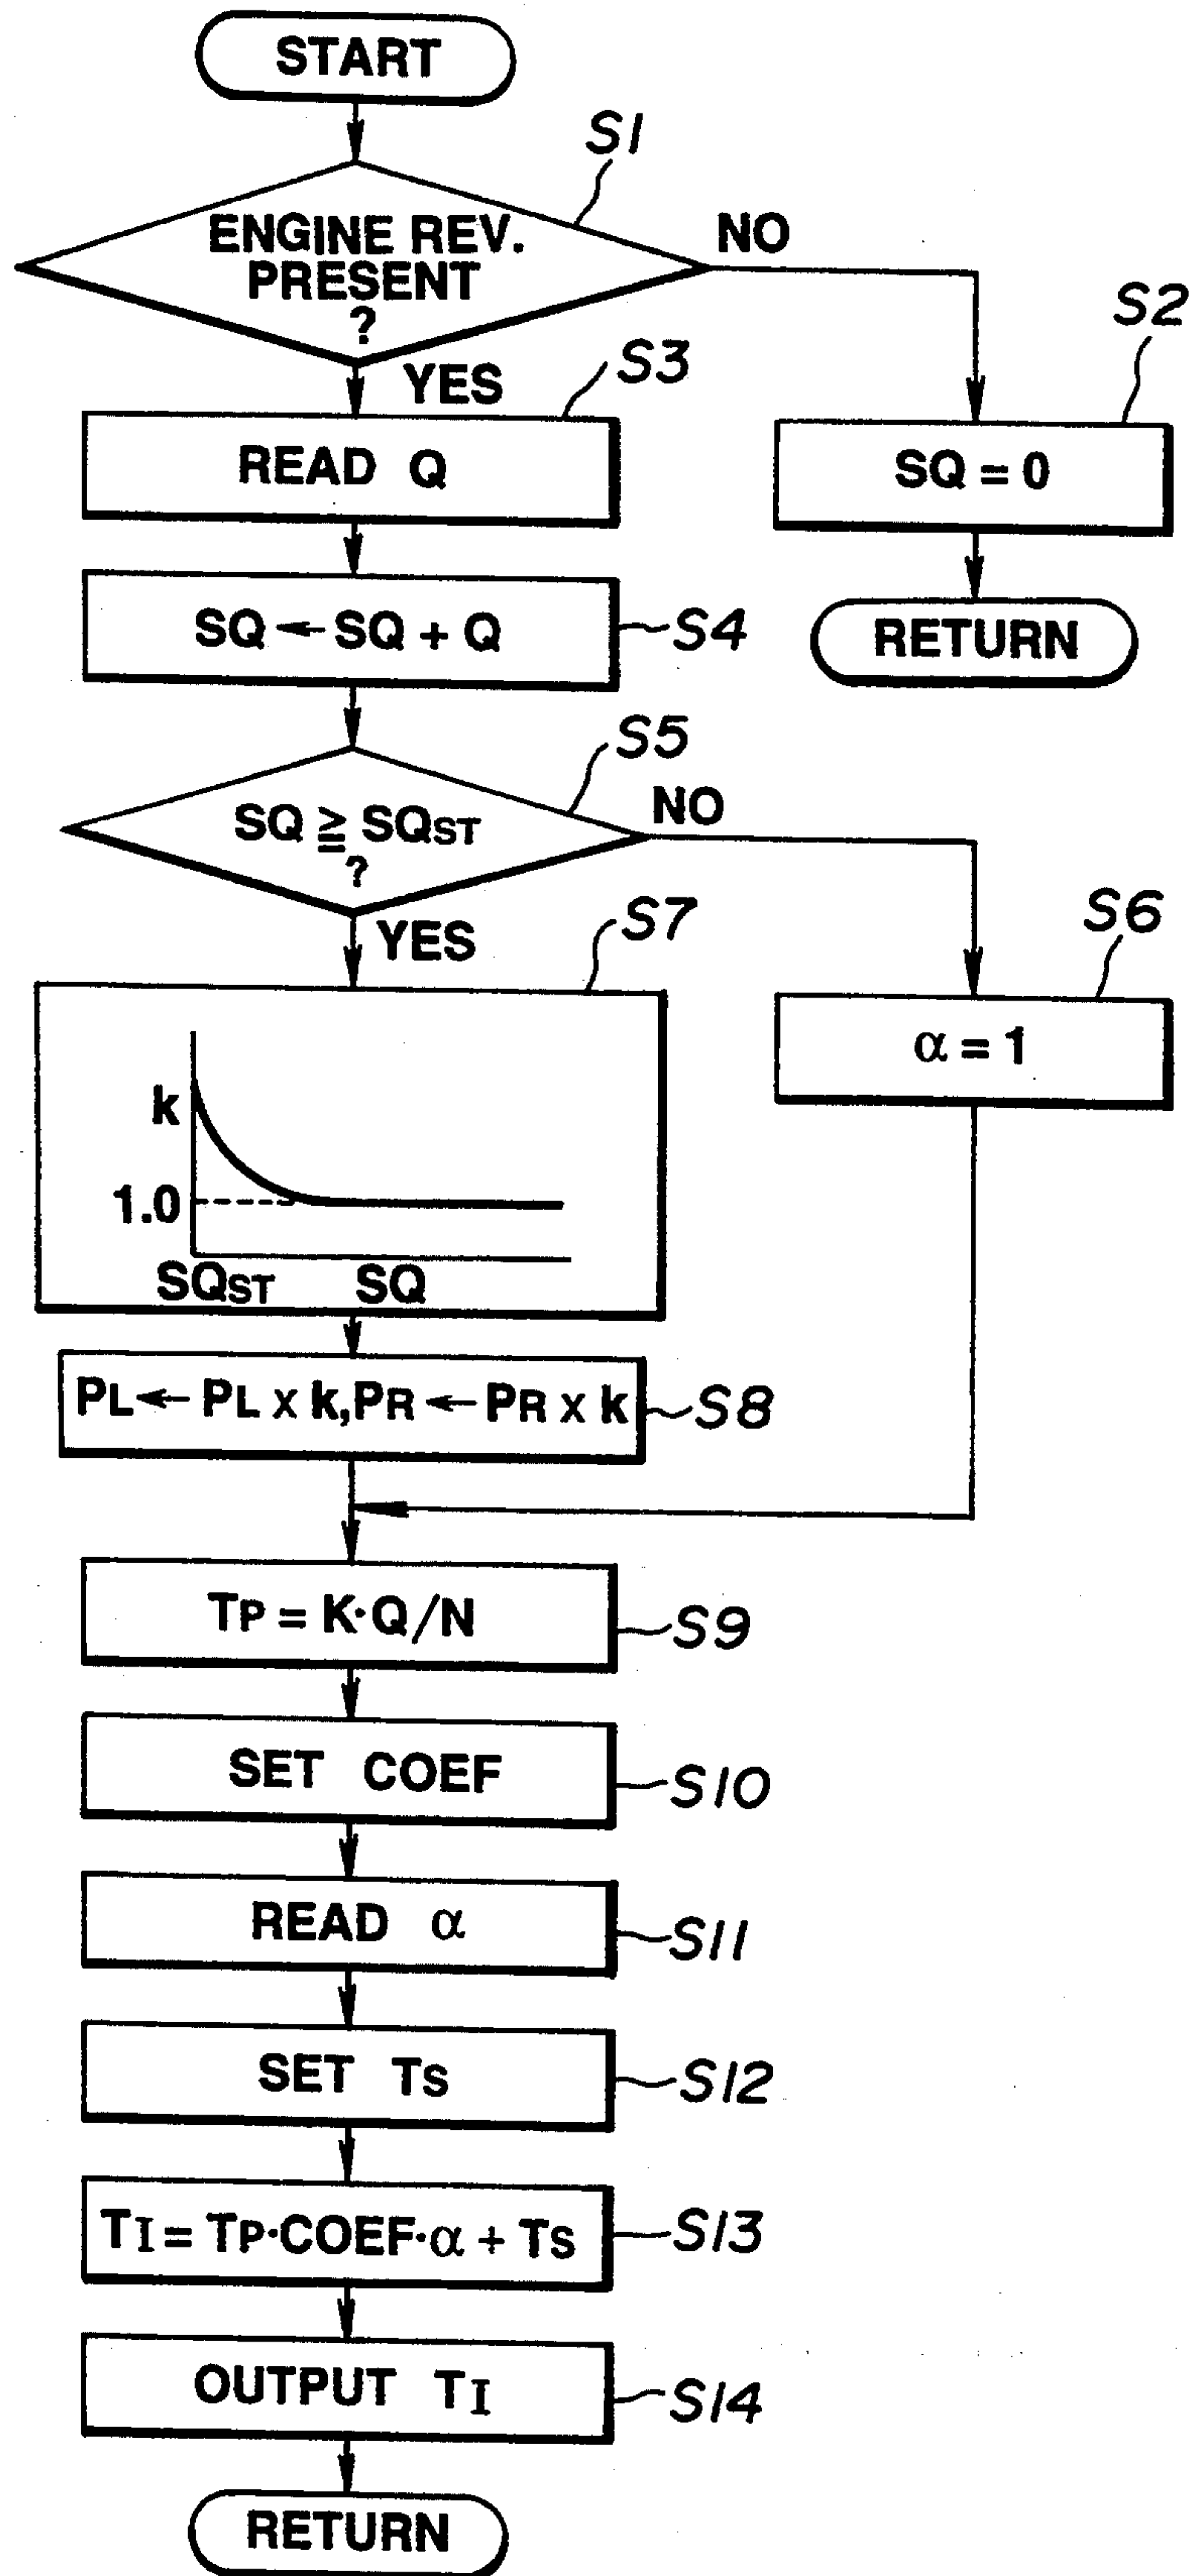 START
S1
ENGINE REV.
PRESENT
?
NO
YES
S2
SQ = 0
RETURN
S3
READ Q
SQ ← SQ + Q
S4
S5
SQ ≧ SQST
?
NO
YES
S6
α = 1
S7
k
1.0
SQST SQ
PL ← PL x k, PR ← PR x k
S8
TP = K·Q/N
S9
SET COEF
S10
READ α
S11
SET TS
S12
TI = TP·COEF·α + TS
S13
OUTPUT TI
S14
RETURN